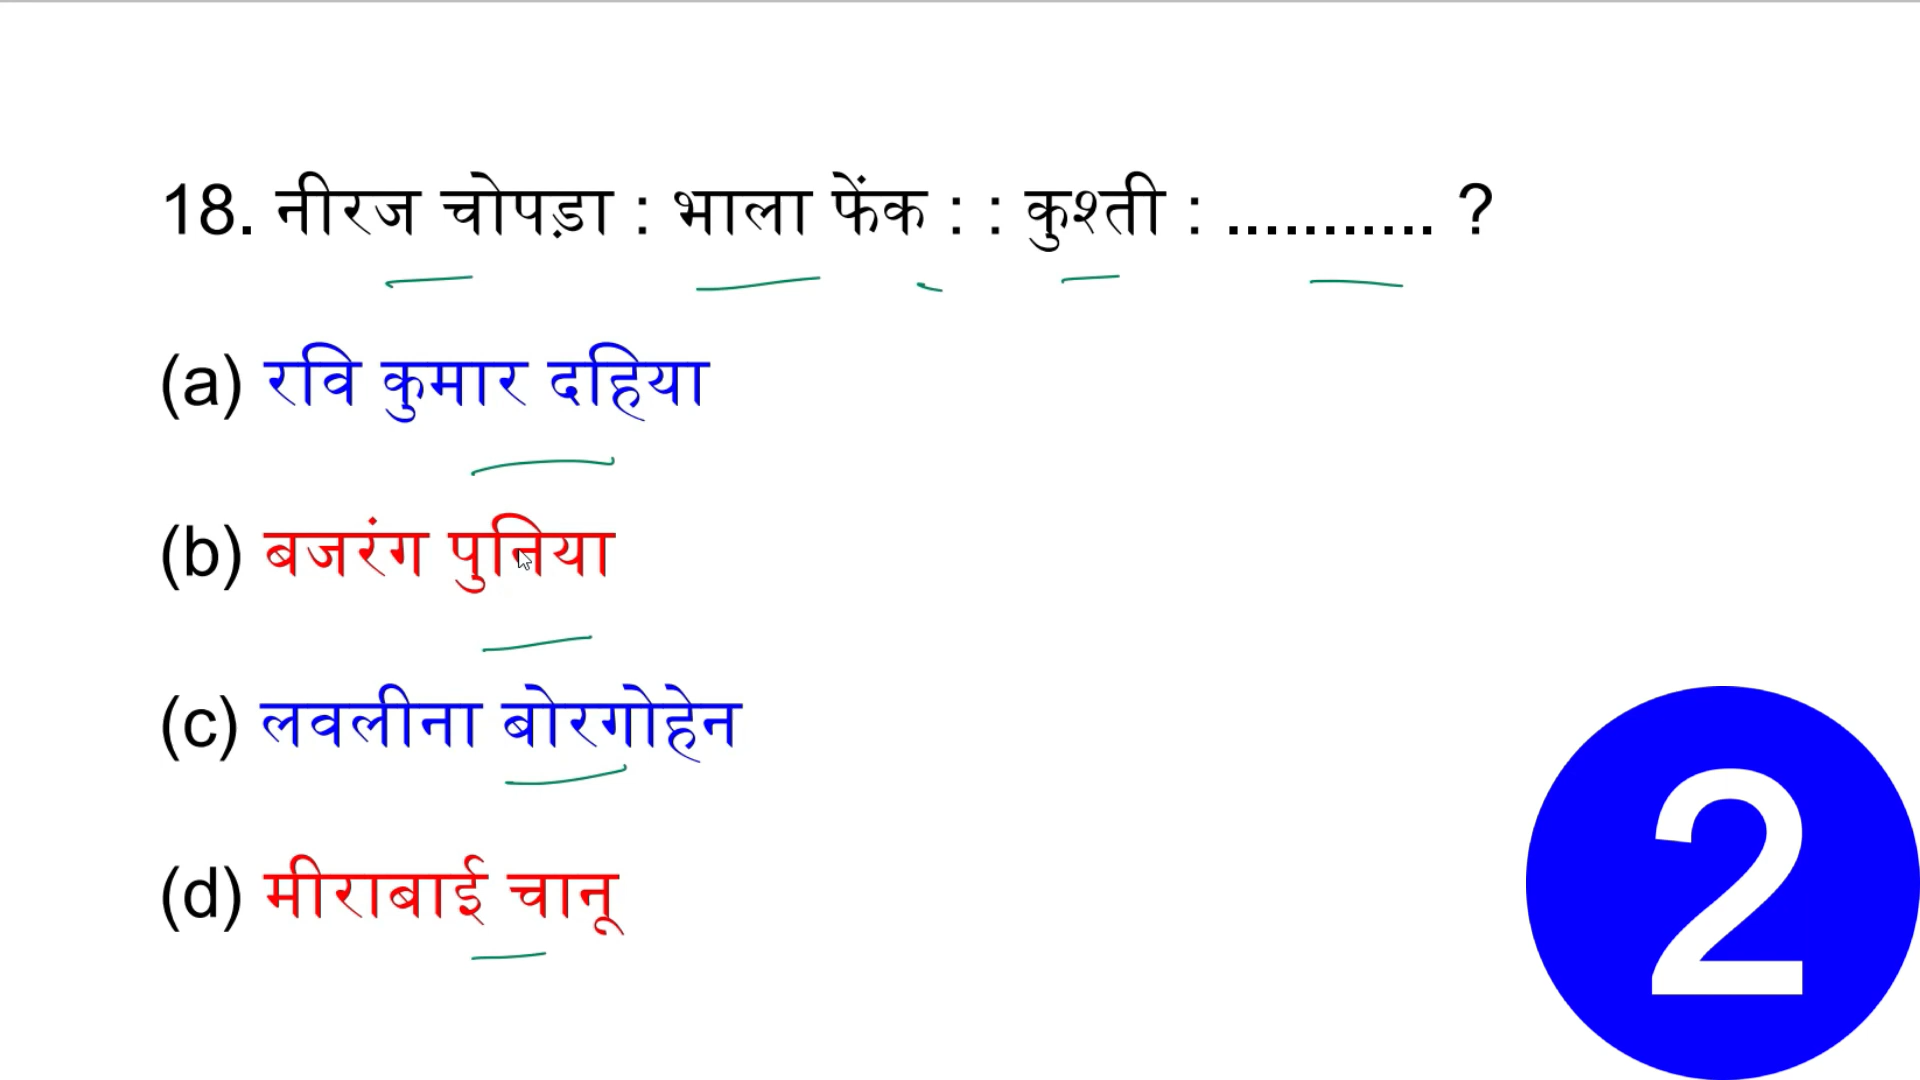 18. नीरज चोपड़ा : भाला फेंक : : कुश्ती : ........... ?
(a) रवि कुमार दहिया
(b) बजरंग पुनिया
(c) लवलीना बोरगोहेन
(d) मीराबाई चानू
2